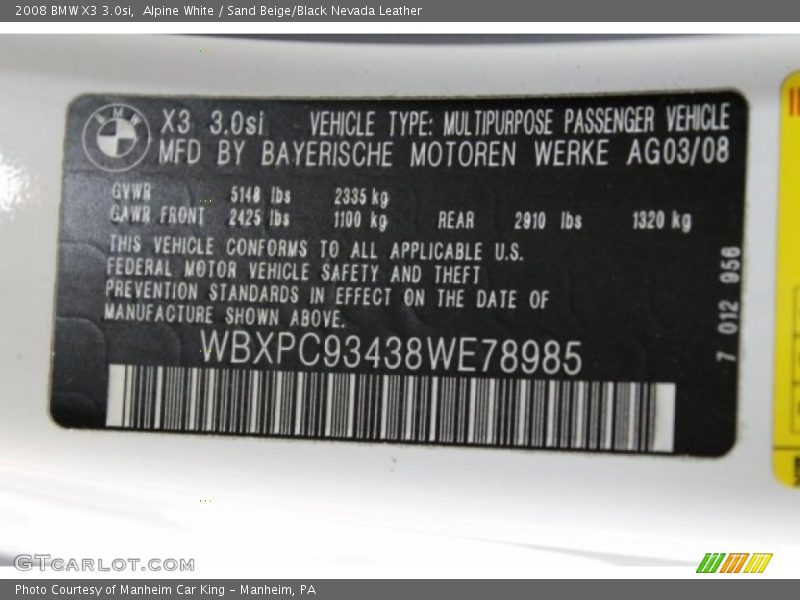 2008 BMW X3 3.0si,  Alpine White / Sand Beige/Black Nevada Leather
BMW
X3 3.0si VEHICLE TYPE: MULTIPURPOSE PASSENGER VEHICLE
MFD BY BAYERISCHE MOTOREN WERKE AG03/08
GVWR 5148 lbs 2335 kg
GAWR FRONT 2425 lbs 1100 kg REAR 2910 lbs 1320 kg
THIS VEHICLE CONFORMS TO ALL APPLICABLE U.S.
FEDERAL MOTOR VEHICLE SAFETY AND THEFT
PREVENTION STANDARDS IN EFFECT ON THE DATE OF
MANUFACTURE SHOWN ABOVE.
WBXPC93438WE78985
7 012 956
GTcarlot.com
Photo Courtesy of Manheim Car King - Manheim, PA